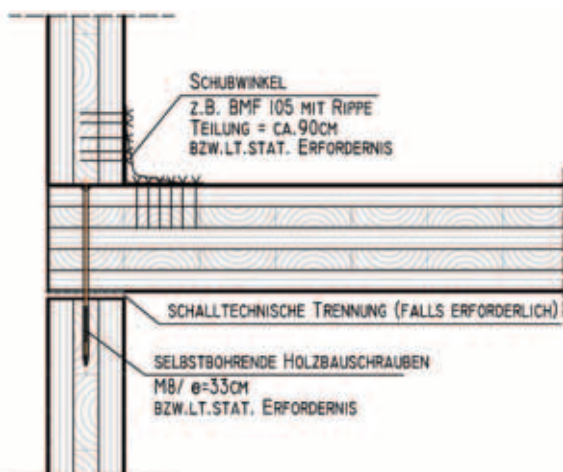 SCHUBWINKEL
Z.B. BMF 105 MIT RIPPE
TEILUNG = CA.90CM
BZW.LT.STAT. ERFORDERNIS
SCHALLTECHNISCHE TRENNUNG (FALLS ERFORDERLICH)
SELBSTBOHRENDE HOLZBAUSCHRAUBEN
M8/ e=33CM
BZW.LT.STAT. ERFORDERNIS